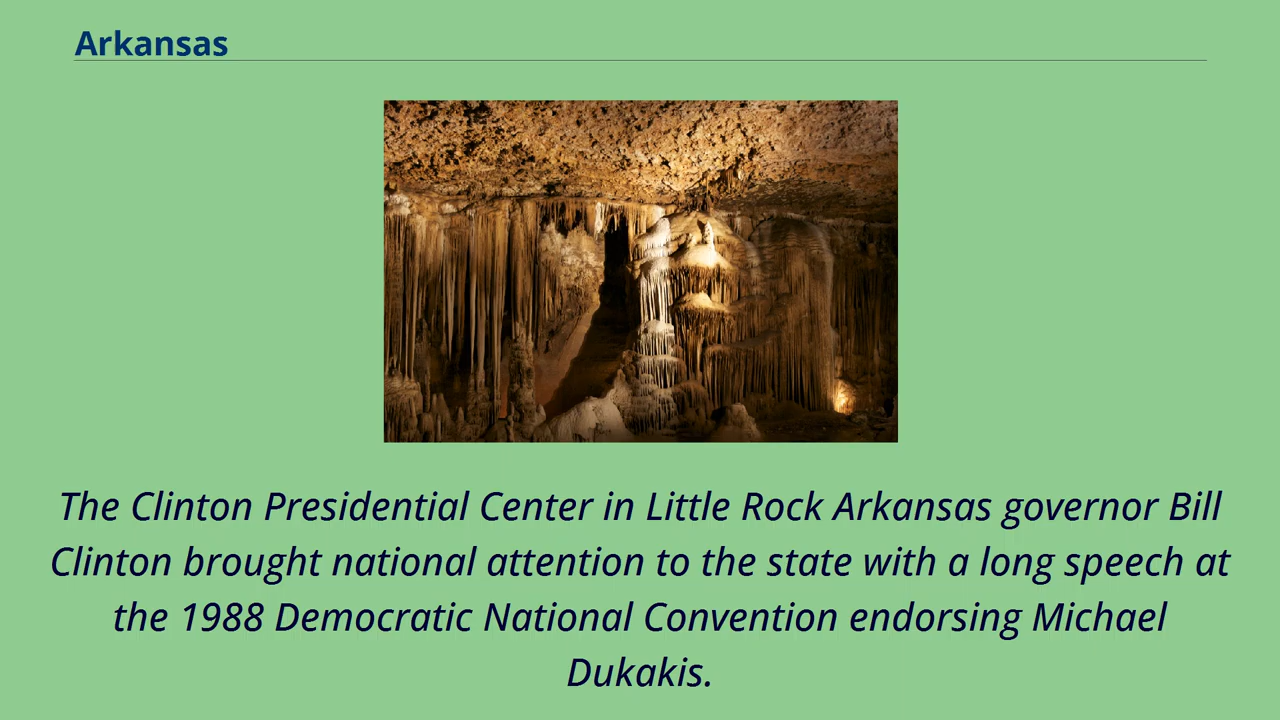 Arkansas
The Clinton Presidential Center in Little Rock Arkansas governor Bill
Clinton brought national attention to the state with a long speech at
the 1988 Democratic National Convention endorsing Michael
Dukakis.